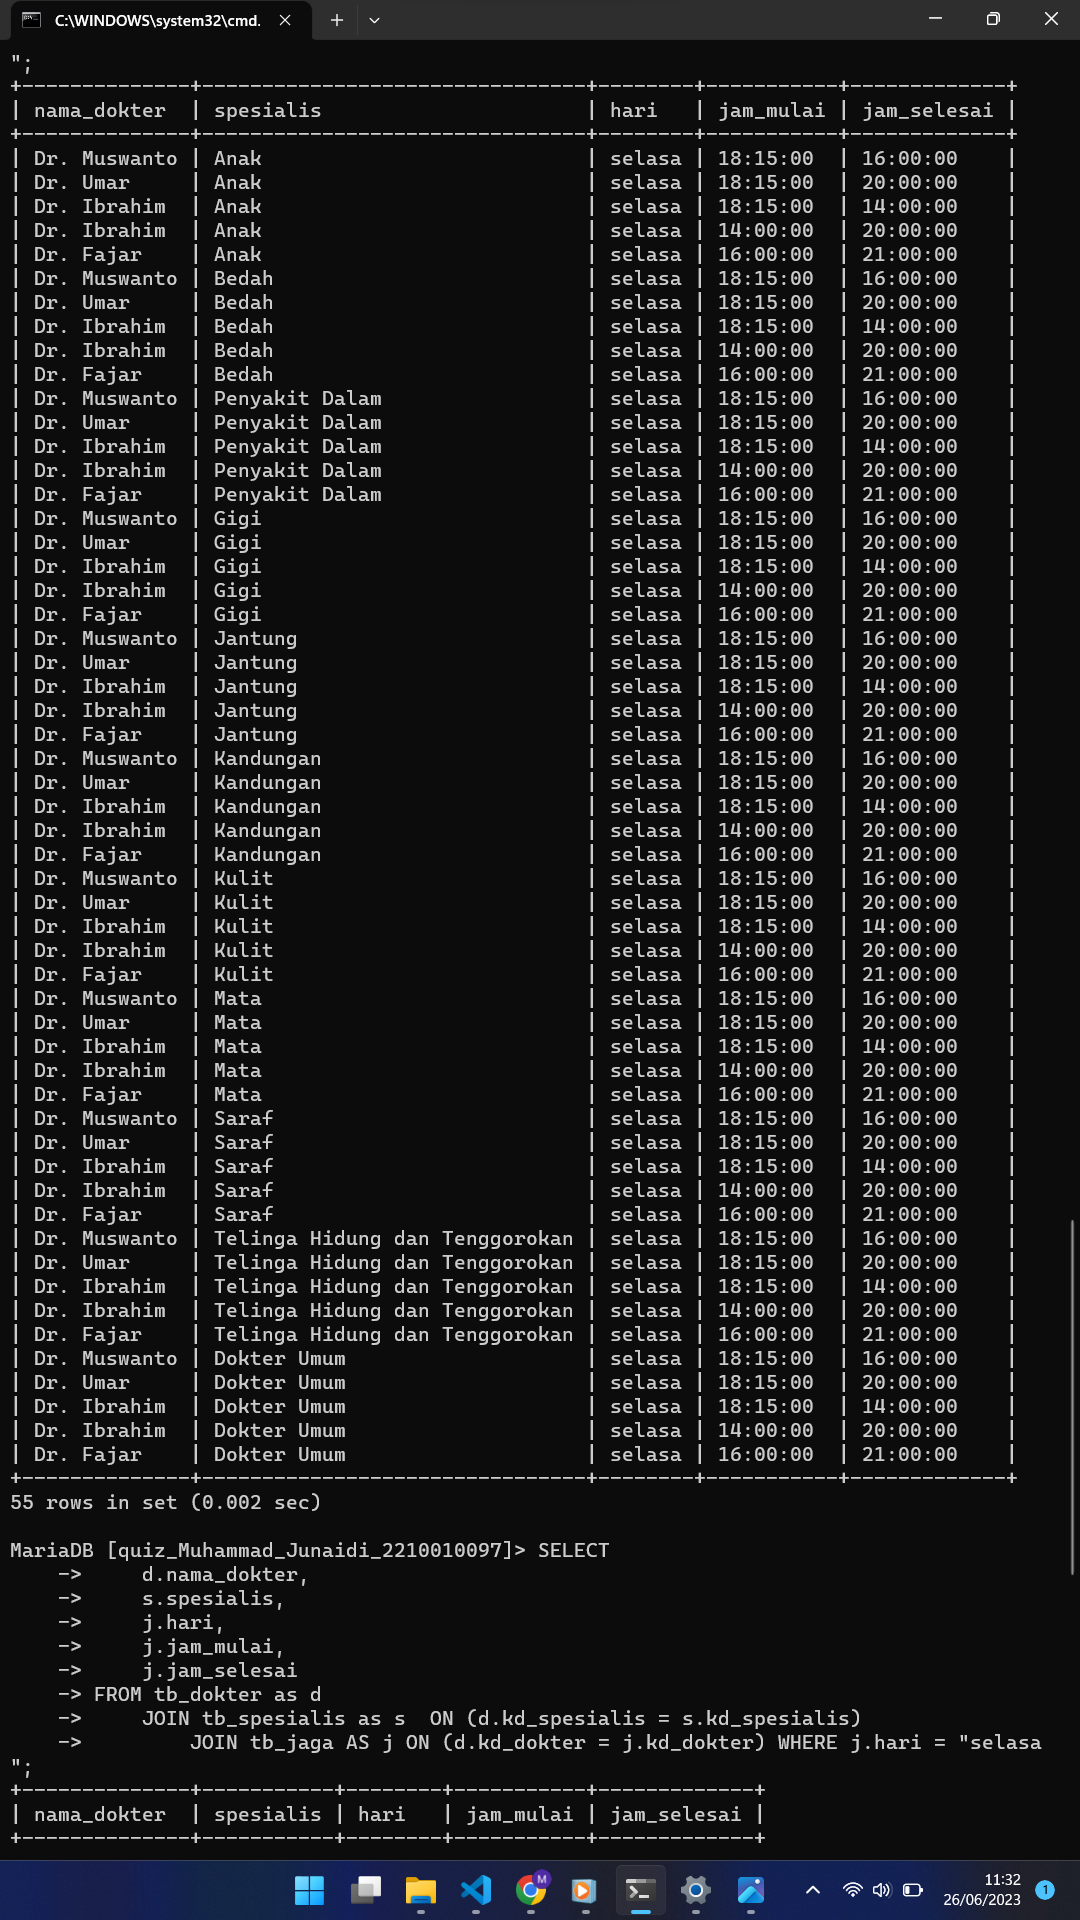 C:\WINDOWS\system32\cmd.
";
+--------------+--------------------------------+--------+-----------+-------------+
| nama_dokter  | spesialis                      | hari   | jam_mulai | jam_selesai |
+--------------+--------------------------------+--------+-----------+-------------+
| Dr. Muswanto | Anak                           | selasa | 18:15:00  | 16:00:00    |
| Dr. Umar     | Anak                           | selasa | 18:15:00  | 20:00:00    |
| Dr. Ibrahim  | Anak                           | selasa | 18:15:00  | 14:00:00    |
| Dr. Ibrahim  | Anak                           | selasa | 14:00:00  | 20:00:00    |
| Dr. Fajar    | Anak                           | selasa | 16:00:00  | 21:00:00    |
| Dr. Muswanto | Bedah                          | selasa | 18:15:00  | 16:00:00    |
| Dr. Umar     | Bedah                          | selasa | 18:15:00  | 20:00:00    |
| Dr. Ibrahim  | Bedah                          | selasa | 18:15:00  | 14:00:00    |
| Dr. Ibrahim  | Bedah                          | selasa | 14:00:00  | 20:00:00    |
| Dr. Fajar    | Bedah                          | selasa | 16:00:00  | 21:00:00    |
| Dr. Muswanto | Penyakit Dalam                 | selasa | 18:15:00  | 16:00:00    |
| Dr. Umar     | Penyakit Dalam                 | selasa | 18:15:00  | 20:00:00    |
| Dr. Ibrahim  | Penyakit Dalam                 | selasa | 18:15:00  | 14:00:00    |
| Dr. Ibrahim  | Penyakit Dalam                 | selasa | 14:00:00  | 20:00:00    |
| Dr. Fajar    | Penyakit Dalam                 | selasa | 16:00:00  | 21:00:00    |
| Dr. Muswanto | Gigi                           | selasa | 18:15:00  | 16:00:00    |
| Dr. Umar     | Gigi                           | selasa | 18:15:00  | 20:00:00    |
| Dr. Ibrahim  | Gigi                           | selasa | 18:15:00  | 14:00:00    |
| Dr. Ibrahim  | Gigi                           | selasa | 14:00:00  | 20:00:00    |
| Dr. Fajar    | Gigi                           | selasa | 16:00:00  | 21:00:00    |
| Dr. Muswanto | Jantung                        | selasa | 18:15:00  | 16:00:00    |
| Dr. Umar     | Jantung                        | selasa | 18:15:00  | 20:00:00    |
| Dr. Ibrahim  | Jantung                        | selasa | 18:15:00  | 14:00:00    |
| Dr. Ibrahim  | Jantung                        | selasa | 14:00:00  | 20:00:00    |
| Dr. Fajar    | Jantung                        | selasa | 16:00:00  | 21:00:00    |
| Dr. Muswanto | Kandungan                      | selasa | 18:15:00  | 16:00:00    |
| Dr. Umar     | Kandungan                      | selasa | 18:15:00  | 20:00:00    |
| Dr. Ibrahim  | Kandungan                      | selasa | 18:15:00  | 14:00:00    |
| Dr. Ibrahim  | Kandungan                      | selasa | 14:00:00  | 20:00:00    |
| Dr. Fajar    | Kandungan                      | selasa | 16:00:00  | 21:00:00    |
| Dr. Muswanto | Kulit                          | selasa | 18:15:00  | 16:00:00    |
| Dr. Umar     | Kulit                          | selasa | 18:15:00  | 20:00:00    |
| Dr. Ibrahim  | Kulit                          | selasa | 18:15:00  | 14:00:00    |
| Dr. Ibrahim  | Kulit                          | selasa | 14:00:00  | 20:00:00    |
| Dr. Fajar    | Kulit                          | selasa | 16:00:00  | 21:00:00    |
| Dr. Muswanto | Mata                           | selasa | 18:15:00  | 16:00:00    |
| Dr. Umar     | Mata                           | selasa | 18:15:00  | 20:00:00    |
| Dr. Ibrahim  | Mata                           | selasa | 18:15:00  | 14:00:00    |
| Dr. Ibrahim  | Mata                           | selasa | 14:00:00  | 20:00:00    |
| Dr. Fajar    | Mata                           | selasa | 16:00:00  | 21:00:00    |
| Dr. Muswanto | Saraf                          | selasa | 18:15:00  | 16:00:00    |
| Dr. Umar     | Saraf                          | selasa | 18:15:00  | 20:00:00    |
| Dr. Ibrahim  | Saraf                          | selasa | 18:15:00  | 14:00:00    |
| Dr. Ibrahim  | Saraf                          | selasa | 14:00:00  | 20:00:00    |
| Dr. Fajar    | Saraf                          | selasa | 16:00:00  | 21:00:00    |
| Dr. Muswanto | Telinga Hidung dan Tenggorokan | selasa | 18:15:00  | 16:00:00    |
| Dr. Umar     | Telinga Hidung dan Tenggorokan | selasa | 18:15:00  | 20:00:00    |
| Dr. Ibrahim  | Telinga Hidung dan Tenggorokan | selasa | 18:15:00  | 14:00:00    |
| Dr. Ibrahim  | Telinga Hidung dan Tenggorokan | selasa | 14:00:00  | 20:00:00    |
| Dr. Fajar    | Telinga Hidung dan Tenggorokan | selasa | 16:00:00  | 21:00:00    |
| Dr. Muswanto | Dokter Umum                    | selasa | 18:15:00  | 16:00:00    |
| Dr. Umar     | Dokter Umum                    | selasa | 18:15:00  | 20:00:00    |
| Dr. Ibrahim  | Dokter Umum                    | selasa | 18:15:00  | 14:00:00    |
| Dr. Ibrahim  | Dokter Umum                    | selasa | 14:00:00  | 20:00:00    |
| Dr. Fajar    | Dokter Umum                    | selasa | 16:00:00  | 21:00:00    |
+--------------+--------------------------------+--------+-----------+-------------+
55 rows in set (0.002 sec)
MariaDB [quiz_Muhammad_Junaidi_2210010097]> SELECT
    ->     d.nama_dokter,
    ->     s.spesialis,
    ->     j.hari,
    ->     j.jam_mulai,
    ->     j.jam_selesai
    -> FROM tb_dokter as d
    ->     JOIN tb_spesialis as s  ON (d.kd_spesialis = s.kd_spesialis)
    ->         JOIN tb_jaga AS j ON (d.kd_dokter = j.kd_dokter) WHERE j.hari = "selasa
";
+--------------+-----------+--------+-----------+-------------+
| nama_dokter  | spesialis | hari   | jam_mulai | jam_selesai |
+--------------+-----------+--------+-----------+-------------+
M
11:32
26/06/2023
1